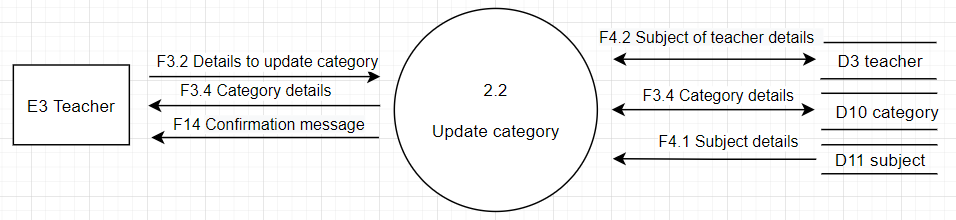 F4.2 Subject of teacher details
F3.2 Details to update category
D3 teacher
E3 Teacher
F3.4 Category details
2.2
F3.4 Category details
D10 category
F14 Confirmation message
Update category
F4.1 Subject details
D11 subject